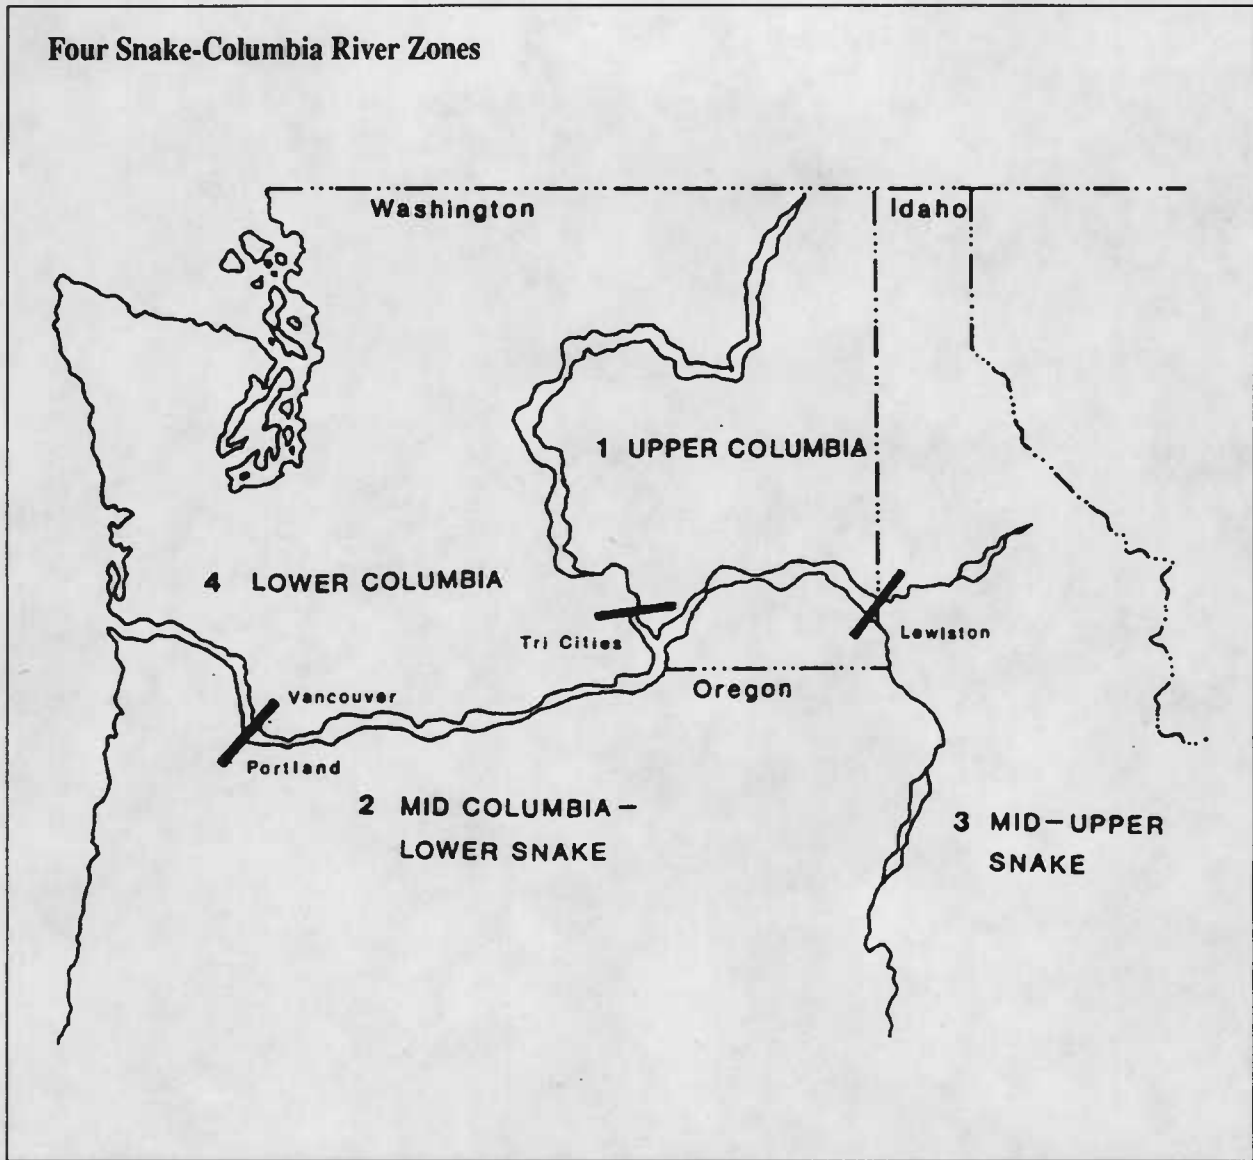 Four Snake-Columbia River Zones
Washington
Idaho
1 UPPER COLUMBIA
4 LOWER COLUMBIA
Tri Cities
Lewiston
Oregon
Vancouver
Portland
2 MID COLUMBIA—
LOWER SNAKE
3 MID—UPPER
SNAKE